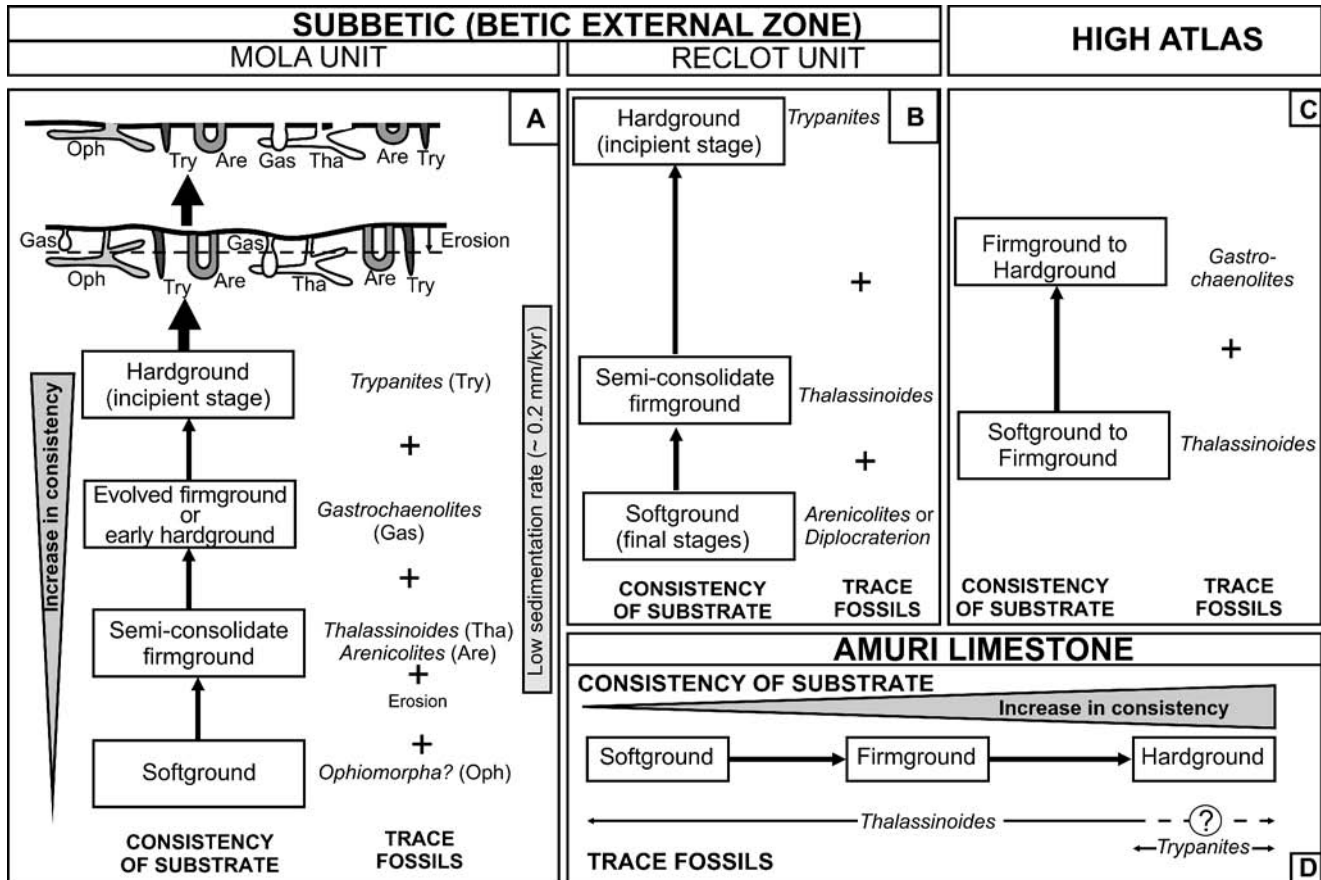 SUBBETIC (BETIC EXTERNAL ZONE)
MOLA UNIT
RECLOT UNIT
HIGH ATLAS
A
Oph
Try
Are
Gas
Tha
Are
Try
Gas
Oph
Try
Are
Gas
Tha
Are
Try
Erosion
Increase in consistency
Hardground
(incipient stage)
Trypanites (Try)
+
Evolved firmground
or
early hardground
Gastrochaenolites
(Gas)
+
Semi-consolidate
firmground
Thalassinoides (Tha)
Arenicolites (Are)
+
Erosion
+
Softground
Ophiomorpha? (Oph)
CONSISTENCY
OF SUBSTRATE
TRACE
FOSSILS
Low sedimentation rate (~ 0.2 mm/kyr)
B
Hardground
(incipient stage)
Trypanites
+
Semi-consolidate
firmground
Thalassinoides
+
Softground
(final stages)
Arenicolites or
Diplocraterion
CONSISTENCY
OF SUBSTRATE
TRACE
FOSSILS
C
Firmground to
Hardground
Gastro-
chaenolites
+
Softground to
Firmground
Thalassinoides
CONSISTENCY
OF SUBSTRATE
TRACE
FOSSILS
AMURI LIMESTONE
CONSISTENCY OF SUBSTRATE
Increase in consistency
Softground
Firmground
Hardground
Thalassinoides
?
Trypanites
TRACE FOSSILS
D